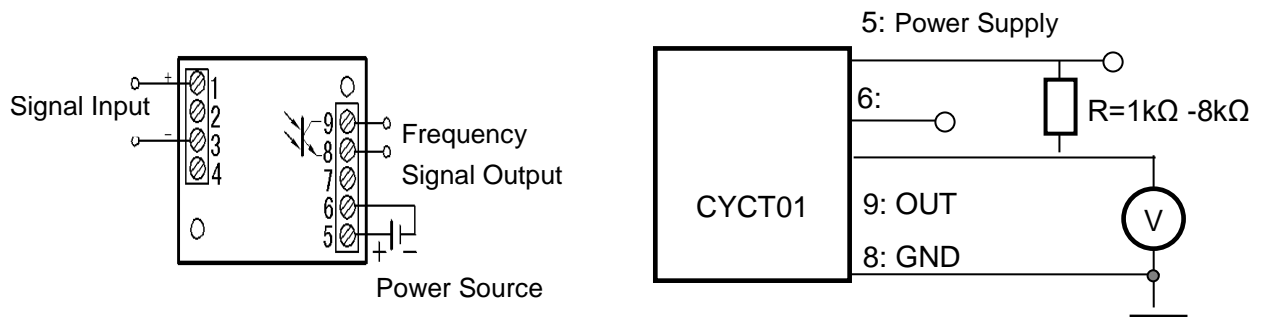 Signal Input
+
-
1
2
3
4
9
8
7
6
5
Frequency
Signal Output
+ -
Power Source
5: Power Supply
6:
R=1kΩ -8kΩ
CYCT01
9: OUT
8: GND
V